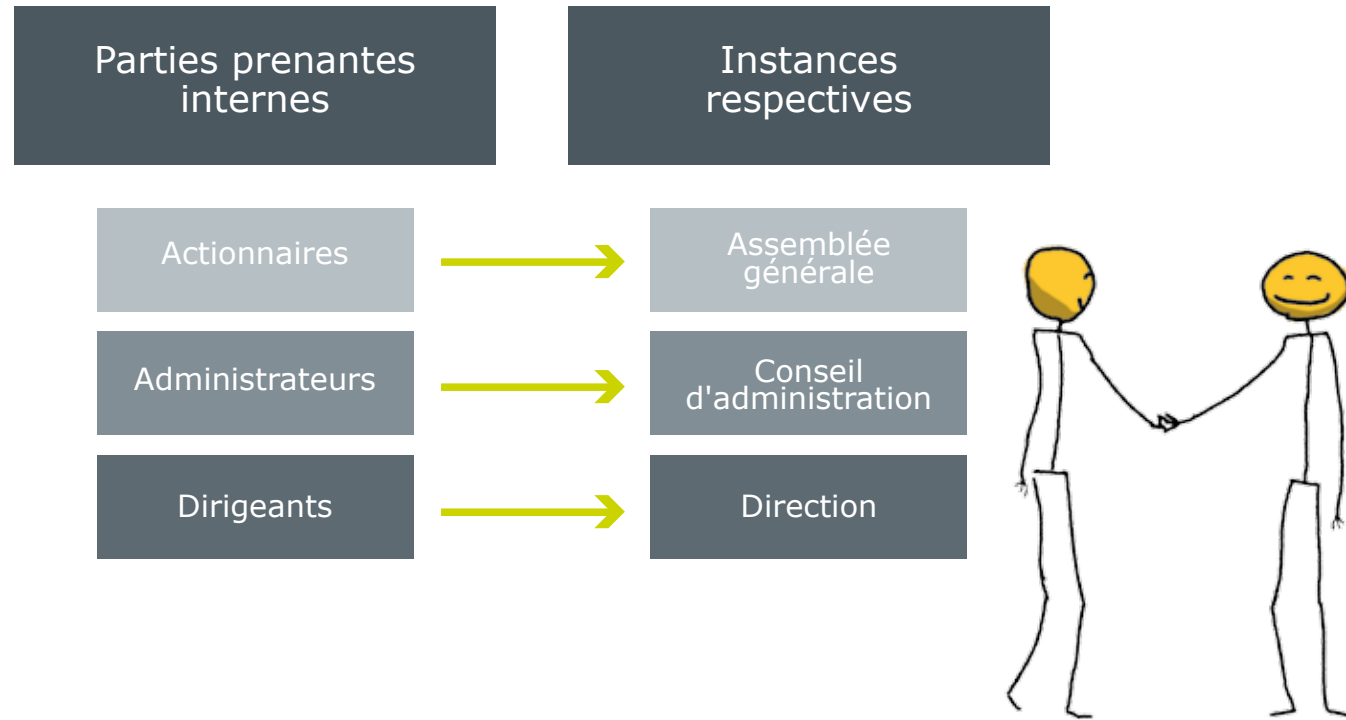 Parties prenantes
internes
Instances
respectives
Actionnaires
Assemblée
générale
Administrateurs
Conseil
d'administration
Dirigeants
Direction